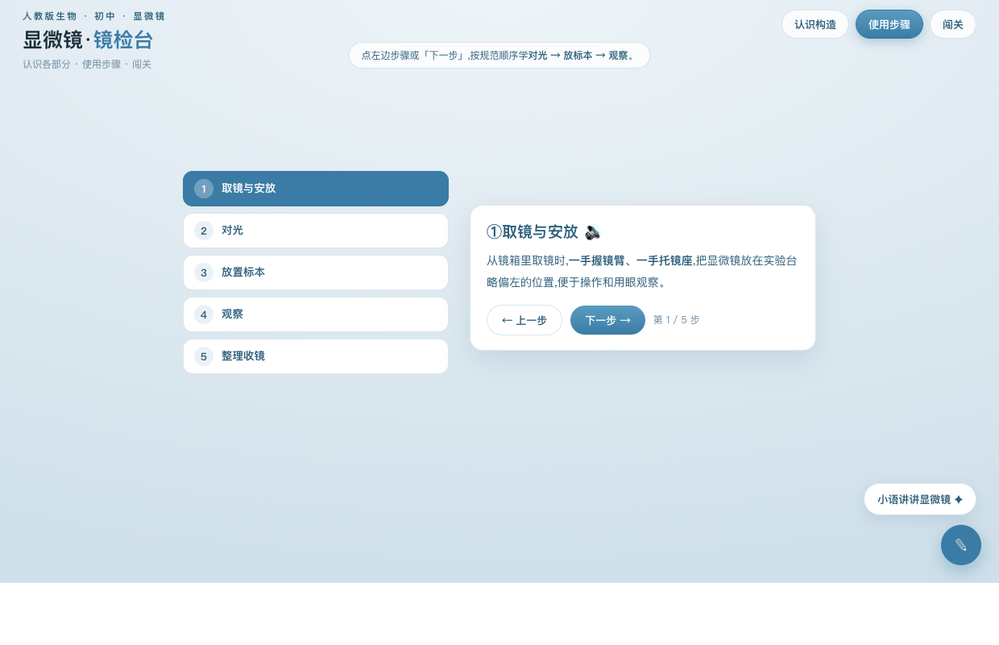 人教版生物 · 初中 · 显微镜
显微镜·镜检台
认识各部分 · 使用步骤 · 闯关
点左边步骤或「下一步」,按规范顺序学对光 → 放标本 → 观察。
认识构造
使用步骤
闯关
1 取镜与安放
2 对光
3 放置标本
4 观察
5 整理收镜
①取镜与安放
从镜箱里取镜时,一手握镜臂、一手托镜座,把显微镜放在实验台
略偏左的位置,便于操作和用眼观察。
← 上一步
下一步 →
第 1 / 5 步
小语讲讲显微镜 ✦